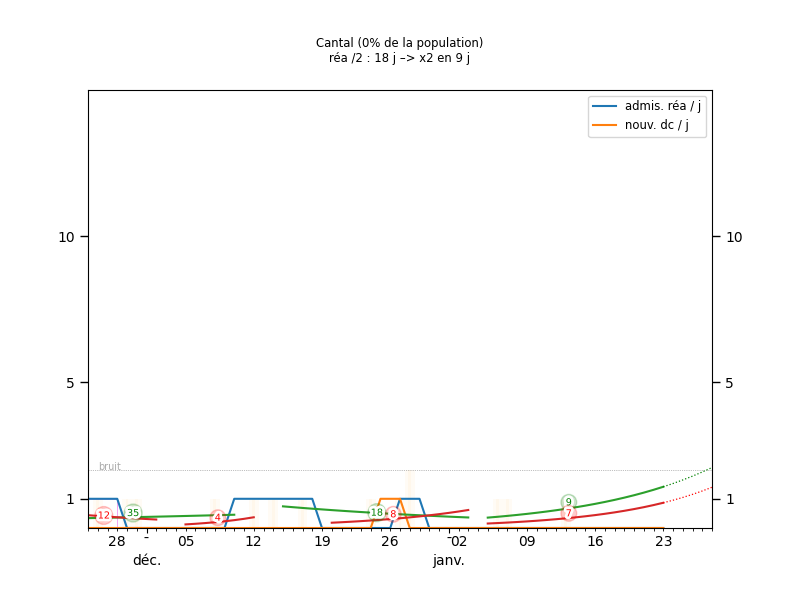 Cantal (0% de la population)
réa /2 : 18 j –> x2 en 9 j
admis. réa / j
nouv. dc / j
10 10
5 5
bruit
1 1
12 35 4 18 8 9 7
28 - 05 12 19 26 -02 09 16 23
déc. janv.